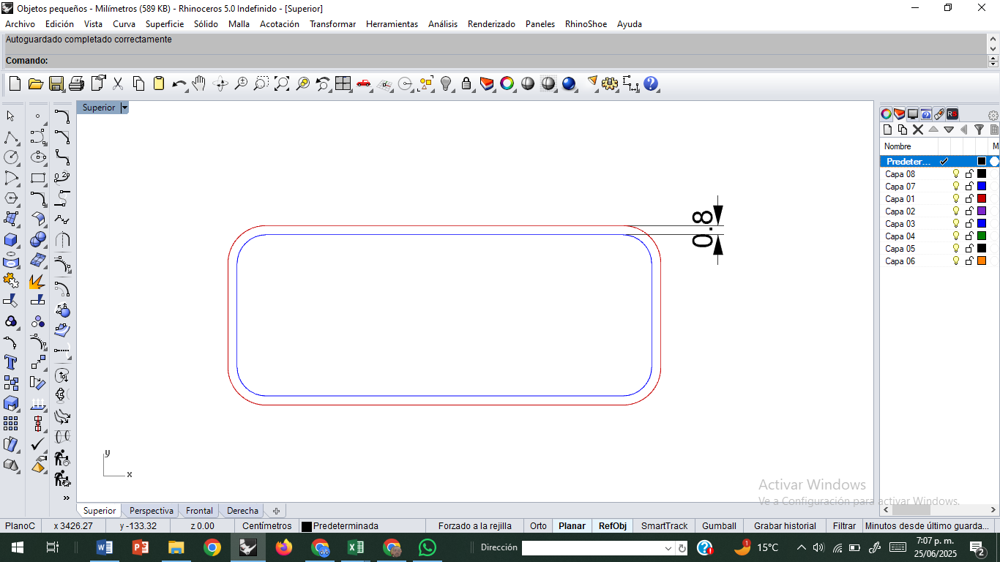 Objetos pequeños - Milímetros (589 KB) - Rhinoceros 5.0 Indefinido - [Superior]
Archivo Edición Vista Curva Superficie Sólido Malla Acotación Transformar Herramientas Análisis Renderizado Paneles RhinoShoe Ayuda
Autoguardado completado correctamente
Comando:
Superior
Nombre M
Predeter...
Capa 08
Capa 07
Capa 01
Capa 02
Capa 03
Capa 04
Capa 05
Capa 06
0.8
y
x
Activar Windows
Ve a Configuración para activar Windows.
Superior Perspectiva Frontal Derecha
PlanoC x 3426.27 y -133.32 z 0.00 Centímetros Predeterminada Forzado a la rejilla Orto Planar RefObj SmartTrack Gumball Grabar historial Filtrar Minutos desde último guarda...
Dirección 15°C 7:07 p. m.
25/06/2025 2